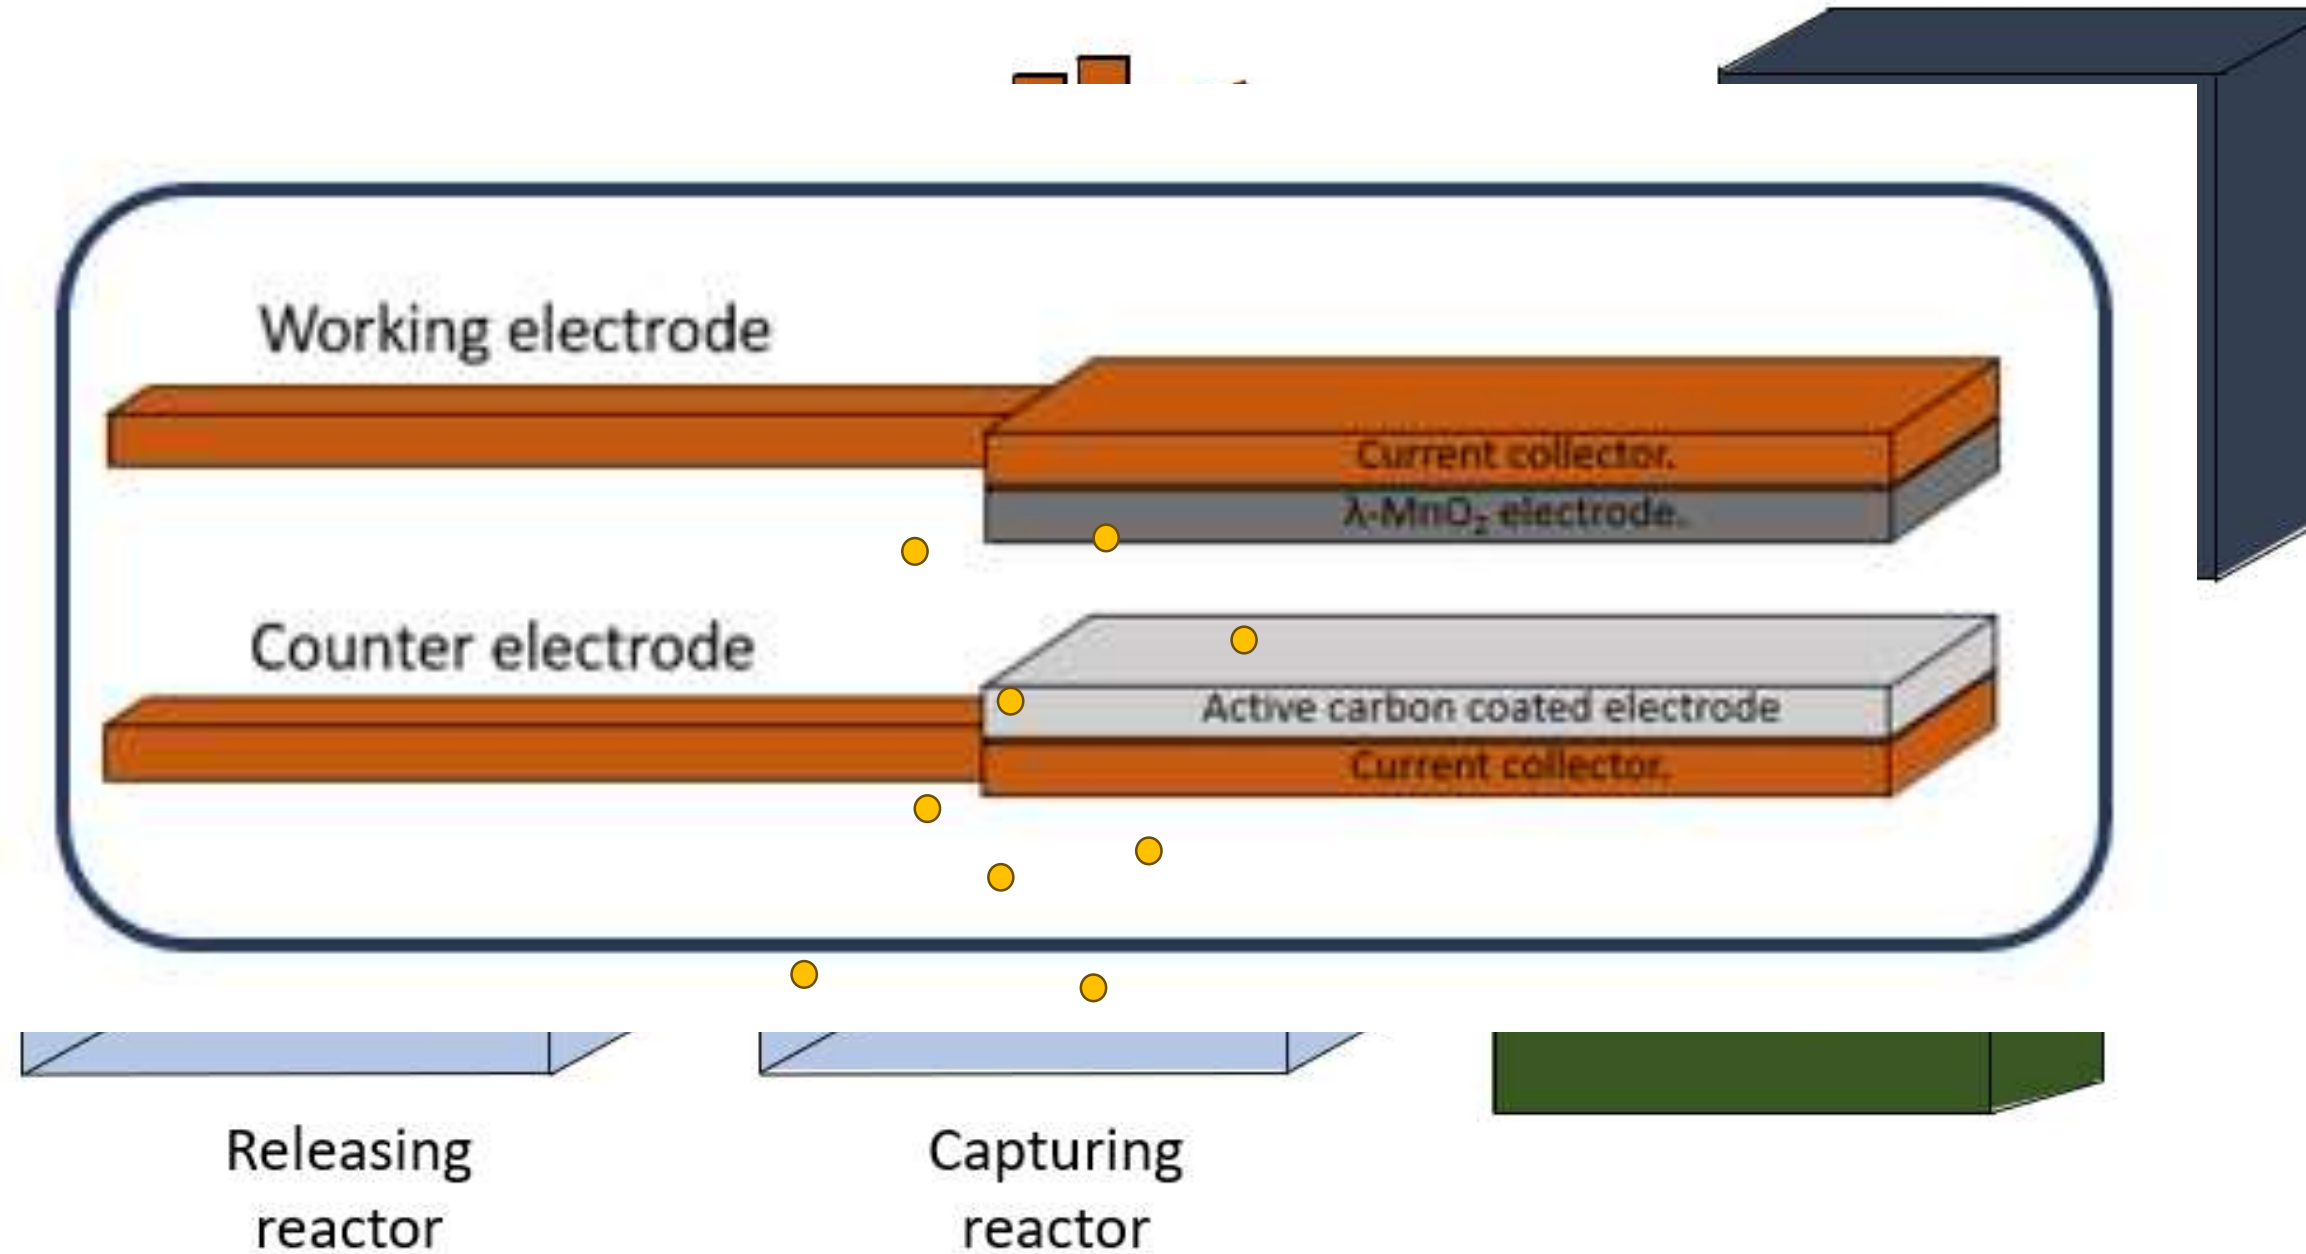 Working electrode
Current collector.
λ-MnO₂ electrode.
Counter electrode
Active carbon coated electrode
Current collector.
Releasing
reactor
Capturing
reactor